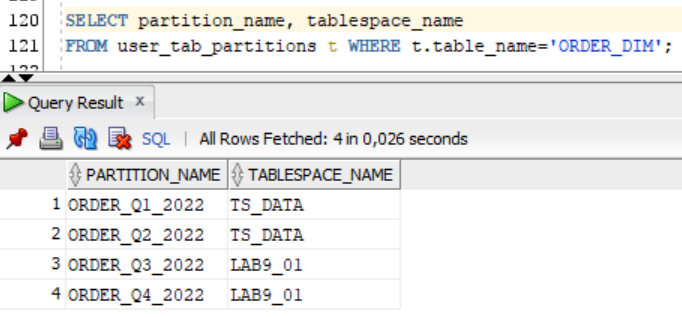 120 SELECT partition_name, tablespace_name
121 FROM user_tab_partitions t WHERE t.table_name='ORDER_DIM';
Query Result x
SQL | All Rows Fetched: 4 in 0,026 seconds
PARTITION_NAME TABLESPACE_NAME
1 ORDER_Q1_2022 TS_DATA
2 ORDER_Q2_2022 TS_DATA
3 ORDER_Q3_2022 LAB9_01
4 ORDER_Q4_2022 LAB9_01